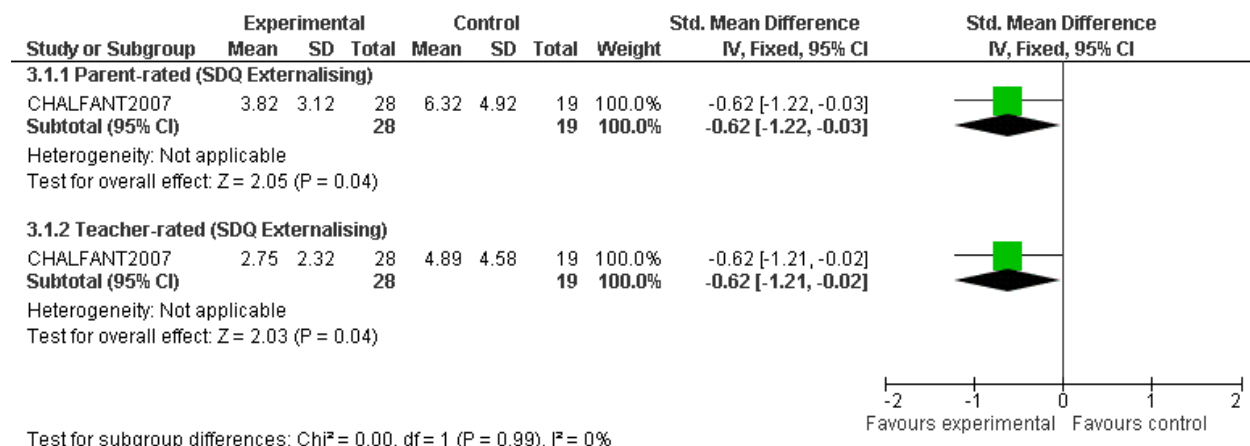 Experimental Control Std. Mean Difference Std. Mean Difference
Study or Subgroup Mean SD Total Mean SD Total Weight IV, Fixed, 95% CI IV, Fixed, 95% CI
3.1.1 Parent-rated (SDQ Externalising)
CHALFANT2007 3.82 3.12 28 6.32 4.92 19 100.0% -0.62 [-1.22, -0.03]
Subtotal (95% CI) 28 19 100.0% -0.62 [-1.22, -0.03]
Heterogeneity: Not applicable
Test for overall effect: Z = 2.05 (P = 0.04)
3.1.2 Teacher-rated (SDQ Externalising)
CHALFANT2007 2.75 2.32 28 4.89 4.58 19 100.0% -0.62 [-1.21, -0.02]
Subtotal (95% CI) 28 19 100.0% -0.62 [-1.21, -0.02]
Heterogeneity: Not applicable
Test for overall effect: Z = 2.03 (P = 0.04)
-2 -1 0 1 2
Favours experimental Favours control
Test for subgroup differences: Chi² = 0.00, df = 1 (P = 0.99), I² = 0%